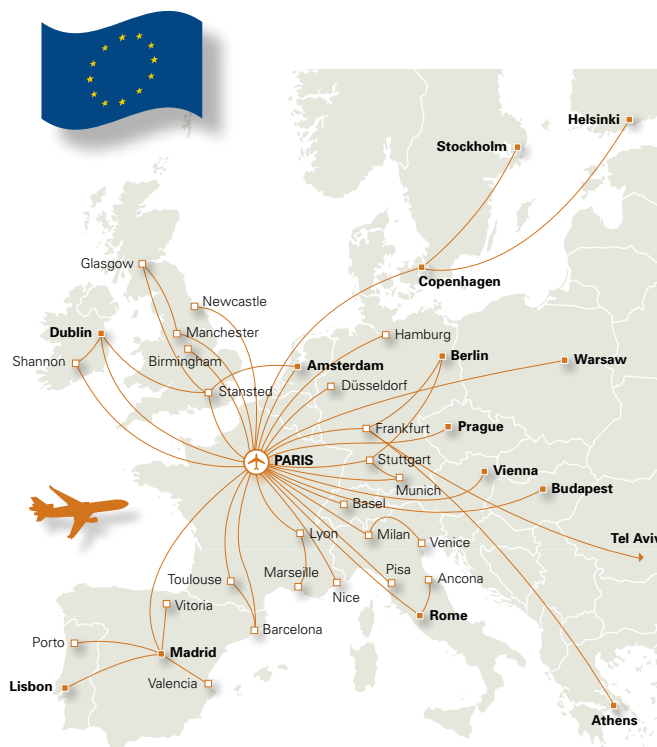 Helsinki
Stockholm
Glasgow
Copenhagen
Newcastle
Dublin
Manchester
Hamburg
Shannon
Birmingham
Berlin
Warsaw
Amsterdam
Stansted
Düsseldorf
Frankfurt
Prague
PARIS
Stuttgart
Vienna
Munich
Budapest
Basel
Lyon
Milan
Venice
Tel Aviv
Toulouse
Marseille
Pisa
Ancona
Nice
Vitoria
Rome
Barcelona
Porto
Madrid
Lisbon
Valencia
Athens